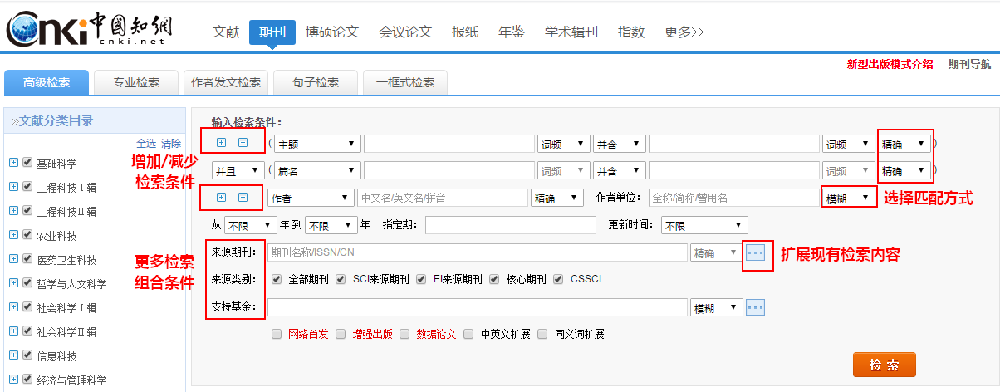 Cnki中國知網
cnki.net
文献 期刊 博硕论文 会议论文 报纸 年鉴 学术辑刊 指数 更多>>
新型出版模式介绍 期刊导航
高级检索 专业检索 作者发文检索 句子检索 一框式检索
>>文献分类目录
全选 清除
基础科学
工程科技Ⅰ辑
工程科技II辑
农业科技
医药卫生科技
哲学与人文科学
社会科学Ⅰ辑
社会科学II辑
信息科技
经济与管理科学
增加/减少
检索条件
更多检索
组合条件
输入检索条件:
( 主题 词频 并含 词频 精确 )
并且 ( 篇名 词频 并含 词频 精确 )
作者 中文名/英文名/拼音 精确 作者单位: 全称/简称/曾用名 模糊
选择匹配方式
从 不限 年 到 不限 年 指定期: 更新时间: 不限
来源期刊: 期刊名称/ISSN/CN 精确 ...
扩展现有检索内容
来源类别: 全部期刊 SCI来源期刊 EI来源期刊 核心期刊 CSSCI
支持基金: 模糊 ...
网络首发 增强出版 数据论文 中英文扩展 同义词扩展
检 索